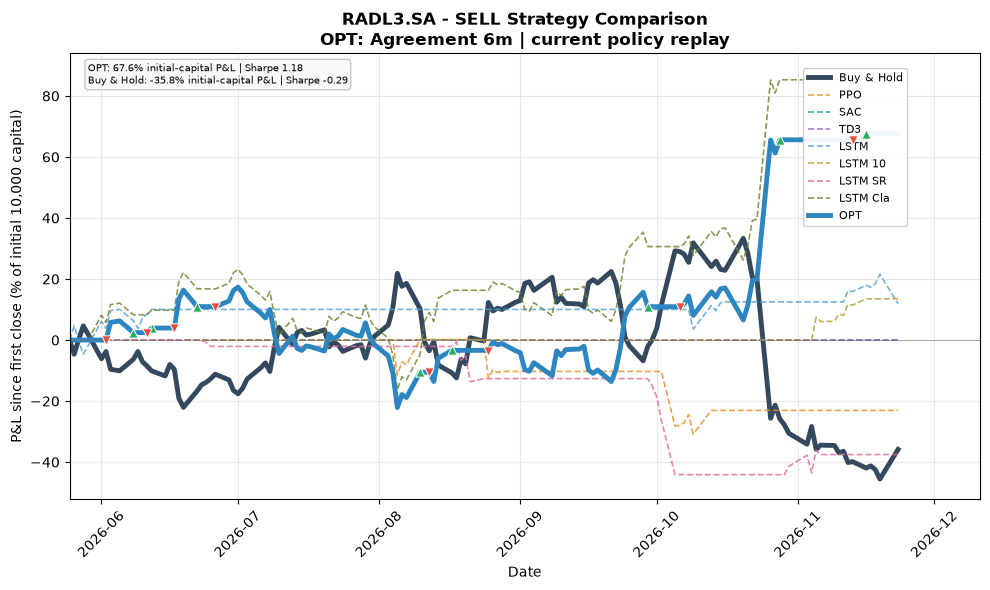 RADL3.SA - SELL Strategy Comparison
OPT: Agreement 6m | current policy replay
OPT: 67.6% initial-capital P&L | Sharpe 1.18
Buy & Hold: -35.8% initial-capital P&L | Sharpe -0.29
Buy & Hold
PPO
SAC
TD3
LSTM
LSTM 10
LSTM SR
LSTM Cla
OPT
P&L since first close (% of initial 10,000 capital)
80
60
40
20
0
−20
−40
2026-06
2026-07
2026-08
2026-09
2026-10
2026-11
2026-12
Date